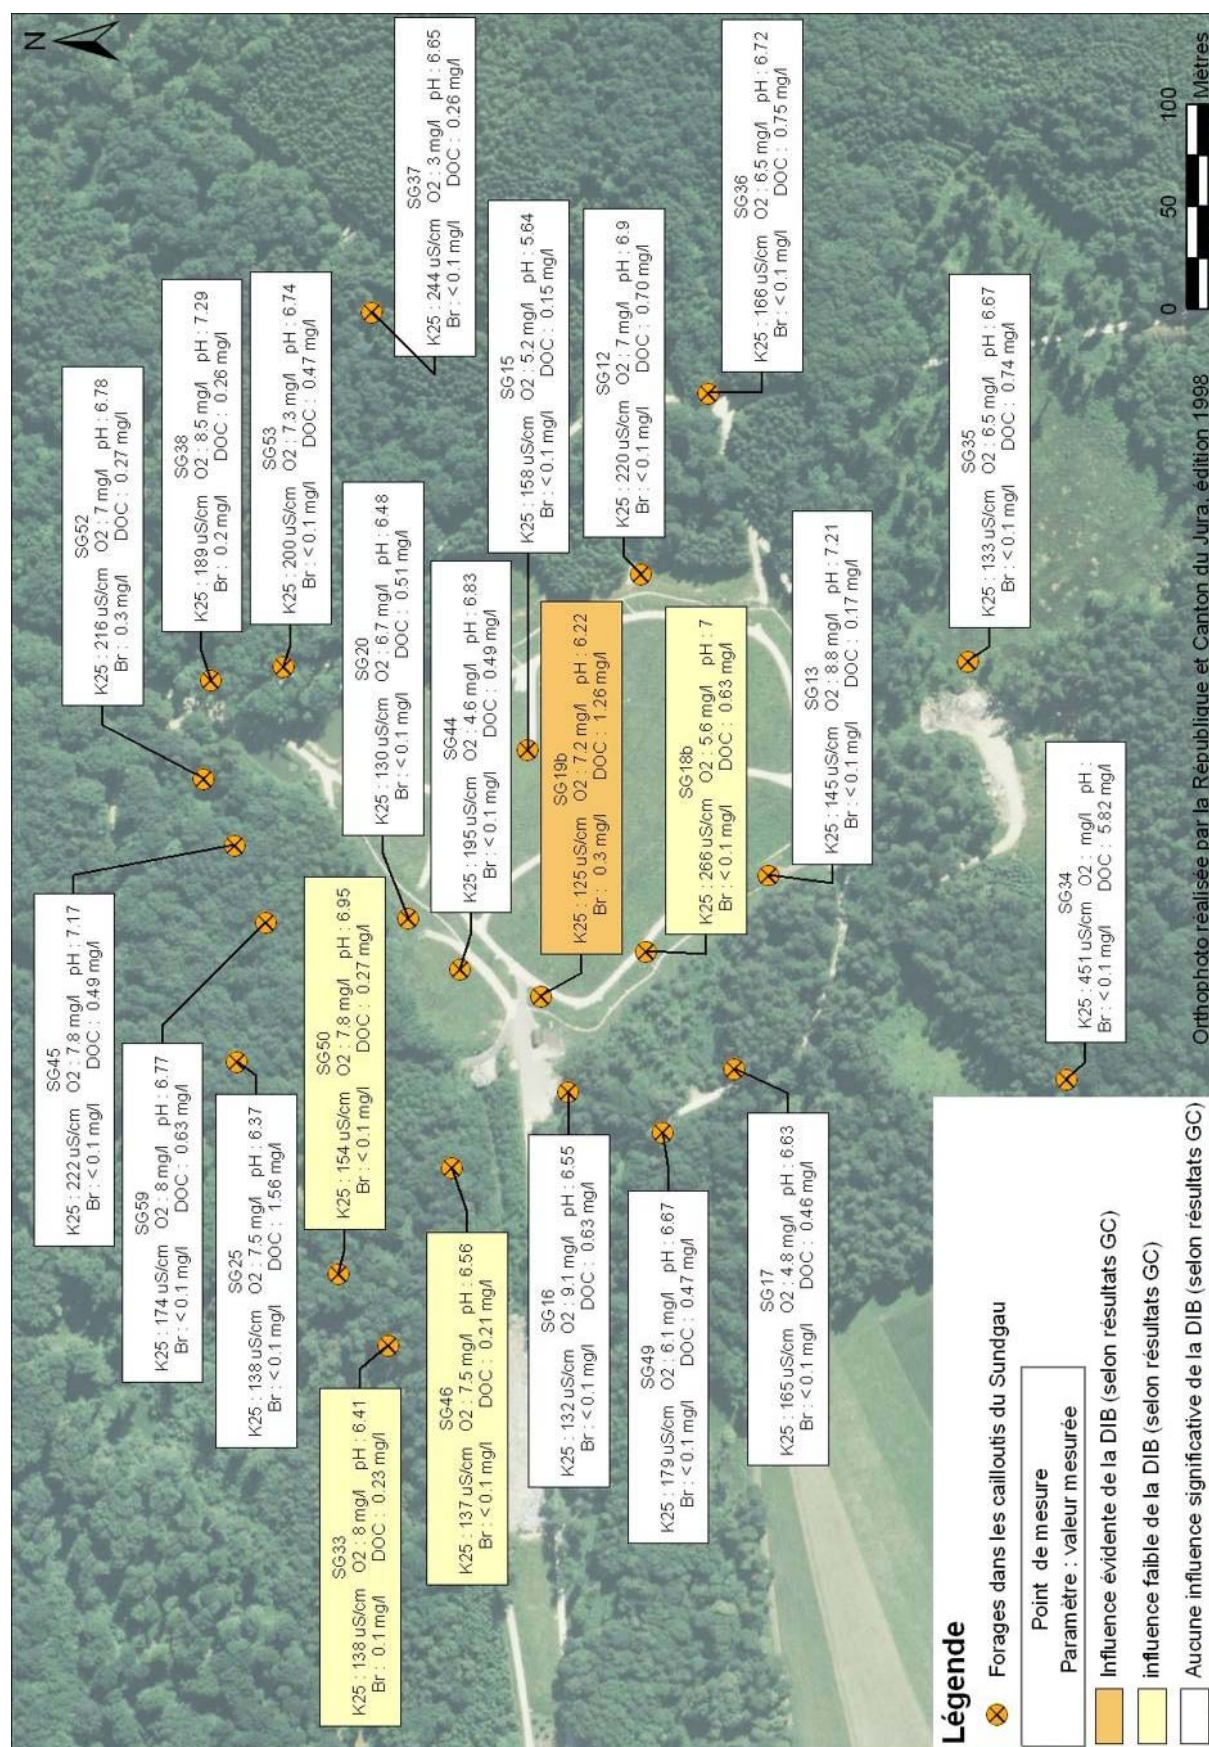 N
SG52
K25 : 216 uS/cm O2 : 7 mg/l pH : 6.78
Br : 0.3 mg/l DOC : 0.27 mg/l
SG38
K25 : 189 uS/cm O2 : 8.5 mg/l pH : 7.29
Br : 0.2 mg/l DOC : 0.26 mg/l
SG53
K25 : 200 uS/cm O2 : 7.3 mg/l pH : 6.74
Br : < 0.1 mg/l DOC : 0.47 mg/l
SG37
K25 : 244 uS/cm O2 : 3 mg/l pH : 6.65
Br : < 0.1 mg/l DOC : 0.26 mg/l
SG45
K25 : 222 uS/cm O2 : 7.8 mg/l pH : 7.17
Br : < 0.1 mg/l DOC : 0.49 mg/l
SG59
K25 : 174 uS/cm O2 : 8 mg/l pH : 6.77
Br : < 0.1 mg/l DOC : 0.63 mg/l
SG25
K25 : 138 uS/cm O2 : 7.5 mg/l pH : 6.37
Br : < 0.1 mg/l DOC : 1.56 mg/l
SG50
K25 : 154 uS/cm O2 : 7.8 mg/l pH : 6.95
Br : < 0.1 mg/l DOC : 0.27 mg/l
SG20
K25 : 130 uS/cm O2 : 6.7 mg/l pH : 6.48
Br : < 0.1 mg/l DOC : 0.51 mg/l
SG33
K25 : 138 uS/cm O2 : 8 mg/l pH : 6.41
Br : 0.1 mg/l DOC : 0.23 mg/l
SG46
K25 : 137 uS/cm O2 : 7.5 mg/l pH : 6.56
Br : < 0.1 mg/l DOC : 0.21 mg/l
SG44
K25 : 195 uS/cm O2 : 4.6 mg/l pH : 6.83
Br : < 0.1 mg/l DOC : 0.49 mg/l
SG15
K25 : 158 uS/cm O2 : 5.2 mg/l pH : 5.64
Br : < 0.1 mg/l DOC : 0.15 mg/l
SG16
K25 : 132 uS/cm O2 : 9.1 mg/l pH : 6.55
Br : < 0.1 mg/l DOC : 0.63 mg/l
SG19b
K25 : 125 uS/cm O2 : 7.2 mg/l pH : 6.22
Br : 0.3 mg/l DOC : 1.26 mg/l
SG12
K25 : 220 uS/cm O2 : 7 mg/l pH : 6.9
Br : < 0.1 mg/l DOC : 0.70 mg/l
SG49
K25 : 179 uS/cm O2 : 6.1 mg/l pH : 6.67
Br : < 0.1 mg/l DOC : 0.47 mg/l
SG18b
K25 : 266 uS/cm O2 : 5.6 mg/l pH : 7
Br : < 0.1 mg/l DOC : 0.63 mg/l
SG36
K25 : 166 uS/cm O2 : 6.5 mg/l pH : 6.72
Br : < 0.1 mg/l DOC : 0.75 mg/l
SG17
K25 : 165 uS/cm O2 : 4.8 mg/l pH : 6.63
Br : < 0.1 mg/l DOC : 0.46 mg/l
SG13
K25 : 145 uS/cm O2 : 8.8 mg/l pH : 7.21
Br : < 0.1 mg/l DOC : 0.17 mg/l
SG35
K25 : 133 uS/cm O2 : 6.5 mg/l pH : 6.67
Br : < 0.1 mg/l DOC : 0.74 mg/l
SG34
K25 : 451 uS/cm O2 : mg/l pH :
Br : < 0.1 mg/l DOC : 5.82 mg/l
Légende
Forages dans les cailloutis du Sundgau
Point de mesure
Paramètre : valeur mesurée
Influence évidente de la DIB (selon résultats GC)
influence faible de la DIB (selon résultats GC)
Aucune influence significative de la DIB (selon résultats GC)
0 50 100
Mètres
Orthophoto réalisée par la République et Canton du Jura, édition 1998